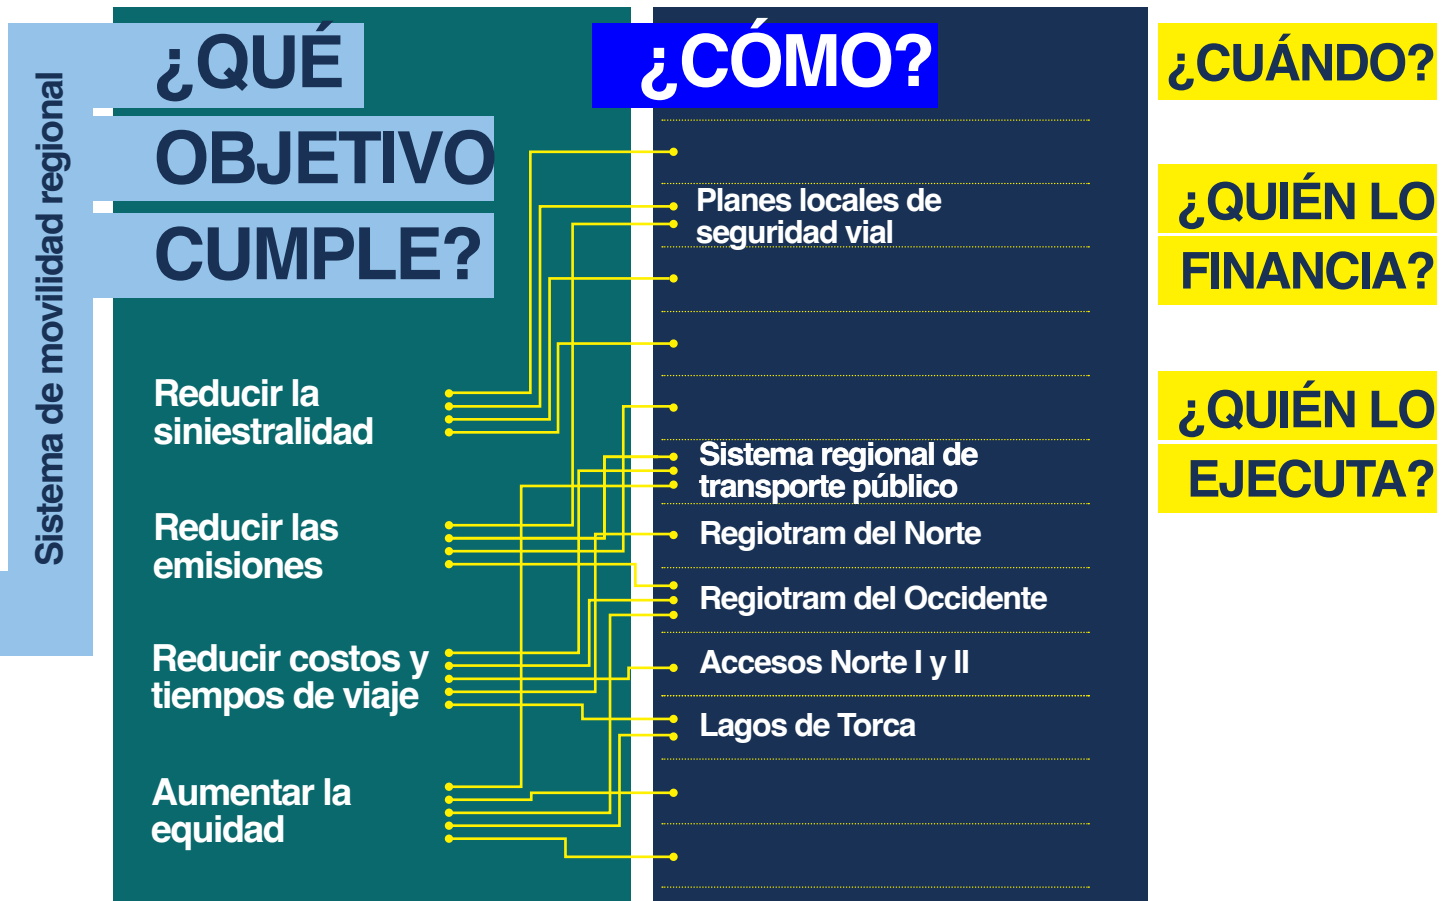 Sistema de movilidad regional
¿QUÉ
OBJETIVO
CUMPLE?
Reducir la
siniestralidad
Reducir las
emisiones
Reducir costos y
tiempos de viaje
Aumentar la
equidad
¿CÓMO?
Planes locales de
seguridad vial
Sistema regional de
transporte público
Regiotram del Norte
Regiotram del Occidente
Accesos Norte I y II
Lagos de Torca
¿CUÁNDO?
¿QUIÉN LO
FINANCIA?
¿QUIÉN LO
EJECUTA?